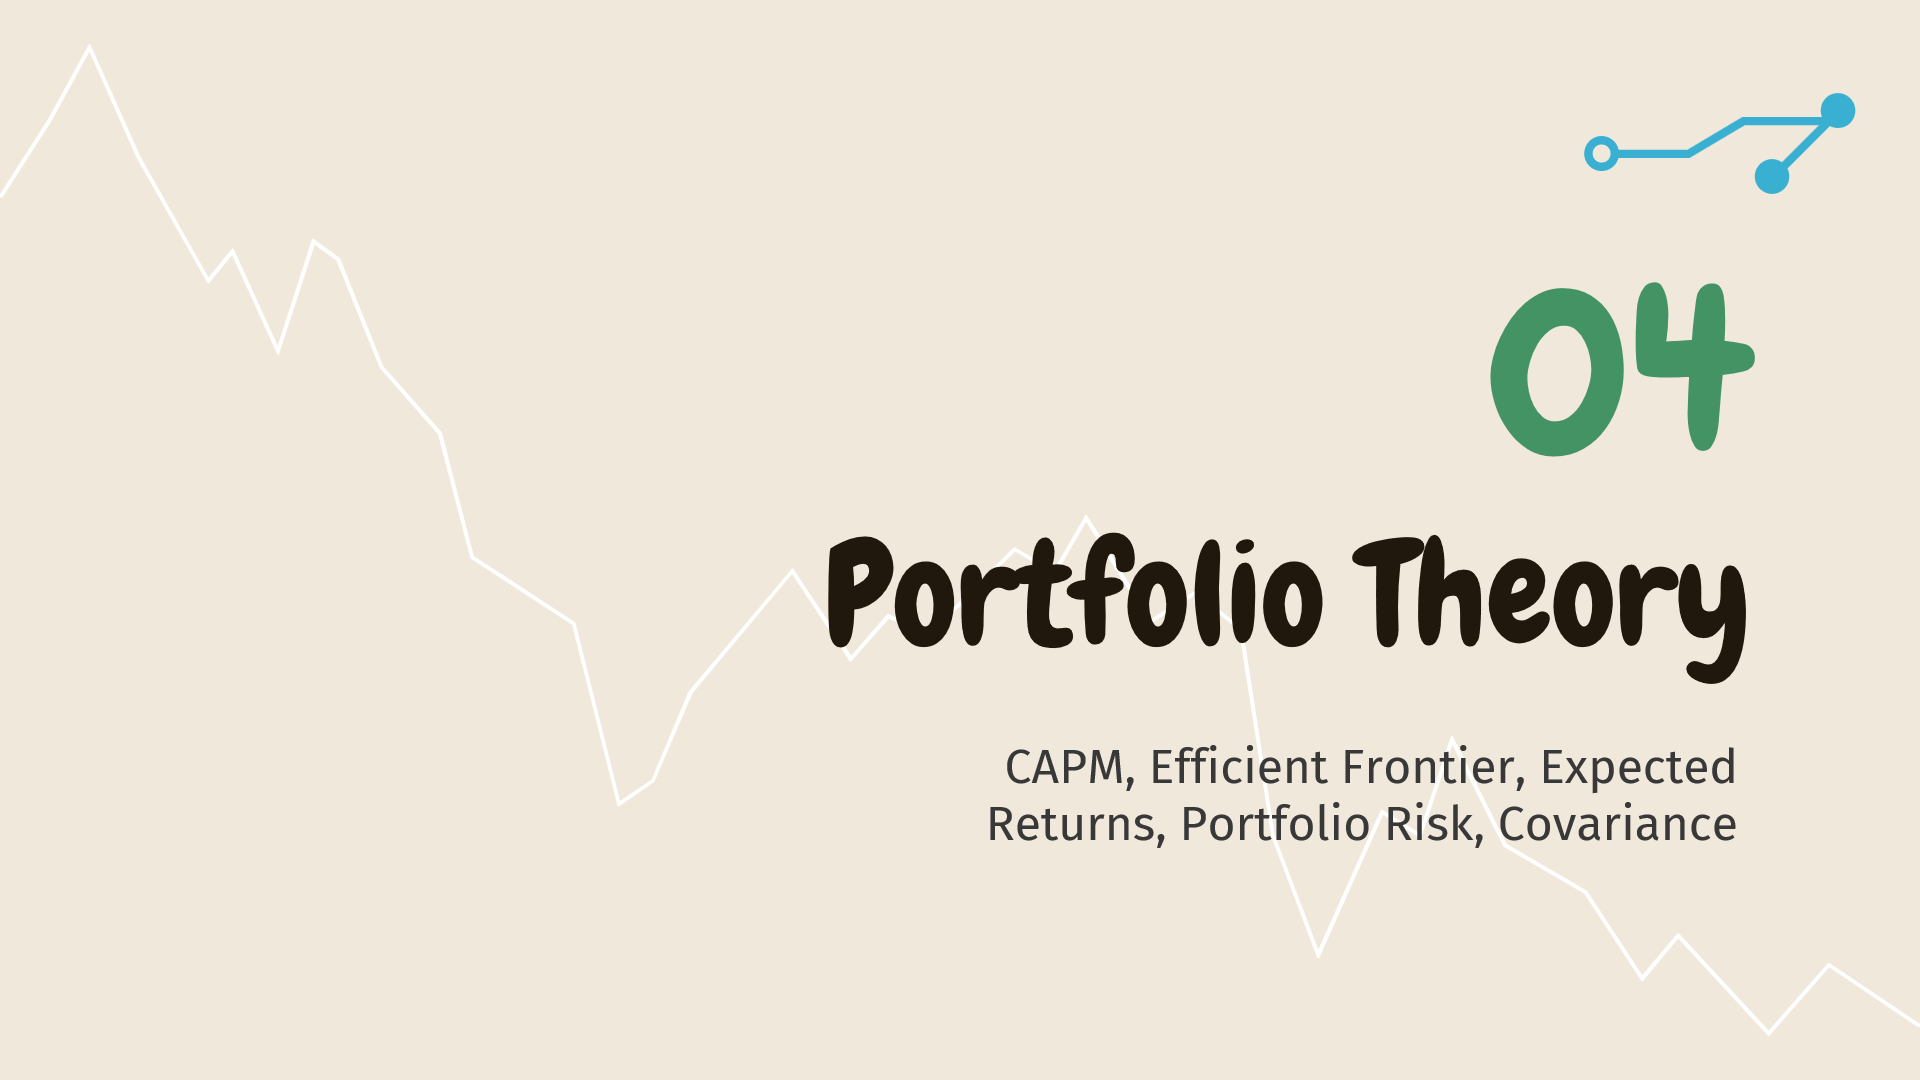 04
Portfolio Theory
CAPM, Efficient Frontier, Expected
Returns, Portfolio Risk, Covariance